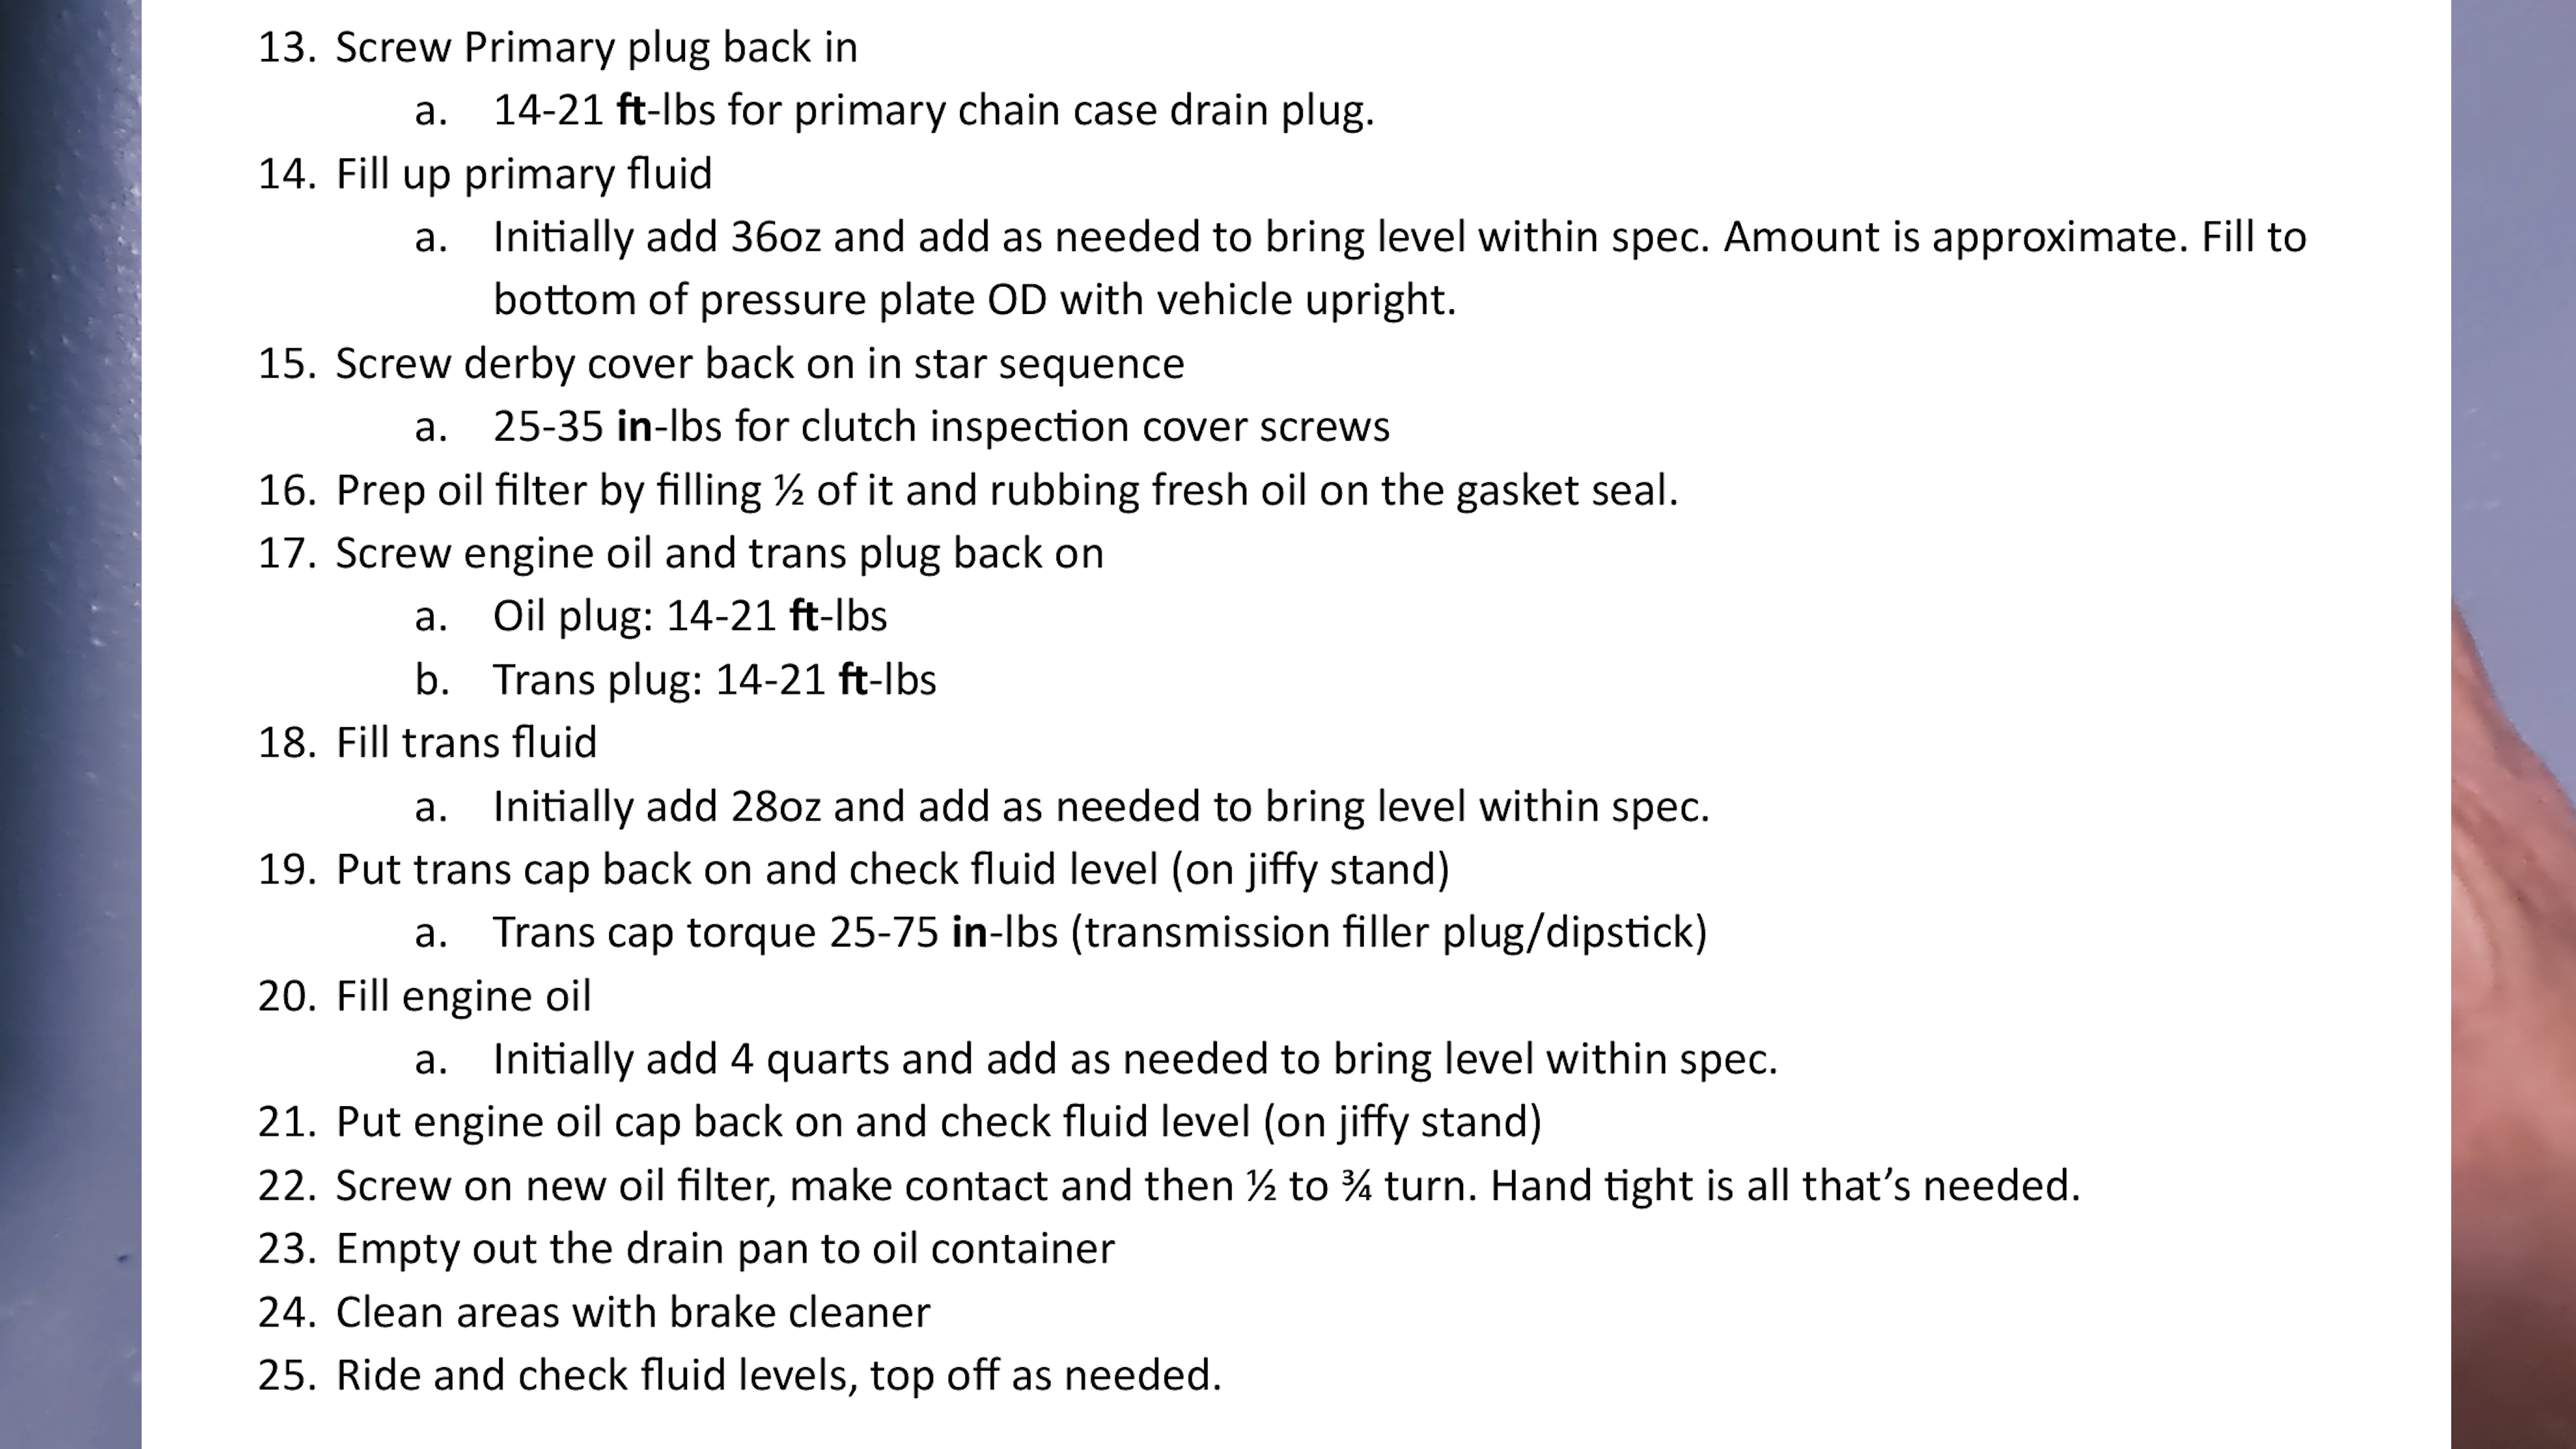 13. Screw Primary plug back in
a. 14-21 ft-lbs for primary chain case drain plug.
14. Fill up primary fluid
a. Initially add 36oz and add as needed to bring level within spec. Amount is approximate. Fill to
bottom of pressure plate OD with vehicle upright.
15. Screw derby cover back on in star sequence
a. 25-35 in-lbs for clutch inspection cover screws
16. Prep oil filter by filling ½ of it and rubbing fresh oil on the gasket seal.
17. Screw engine oil and trans plug back on
a. Oil plug: 14-21 ft-lbs
b. Trans plug: 14-21 ft-lbs
18. Fill trans fluid
a. Initially add 28oz and add as needed to bring level within spec.
19. Put trans cap back on and check fluid level (on jiffy stand)
a. Trans cap torque 25-75 in-lbs (transmission filler plug/dipstick)
20. Fill engine oil
a. Initially add 4 quarts and add as needed to bring level within spec.
21. Put engine oil cap back on and check fluid level (on jiffy stand)
22. Screw on new oil filter, make contact and then ½ to ¾ turn. Hand tight is all that’s needed.
23. Empty out the drain pan to oil container
24. Clean areas with brake cleaner
25. Ride and check fluid levels, top off as needed.